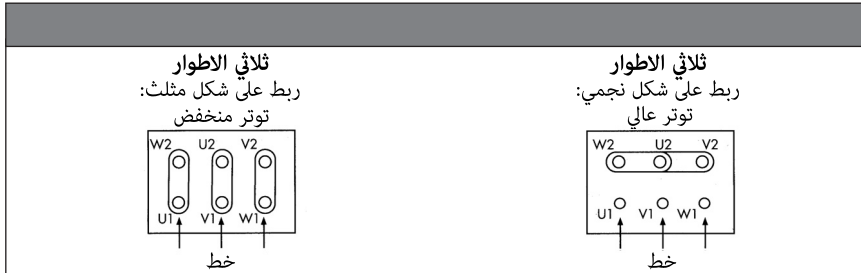 ثلاثي الاطوار
ربط على شكل نجمي:
توتر عالي
W2 U2 V2
U1 V1 W1
خط
ثلاثي الاطوار
ربط على شكل مثلث:
توتر منخفض
W2 U2 V2
U1 V1 W1
خط